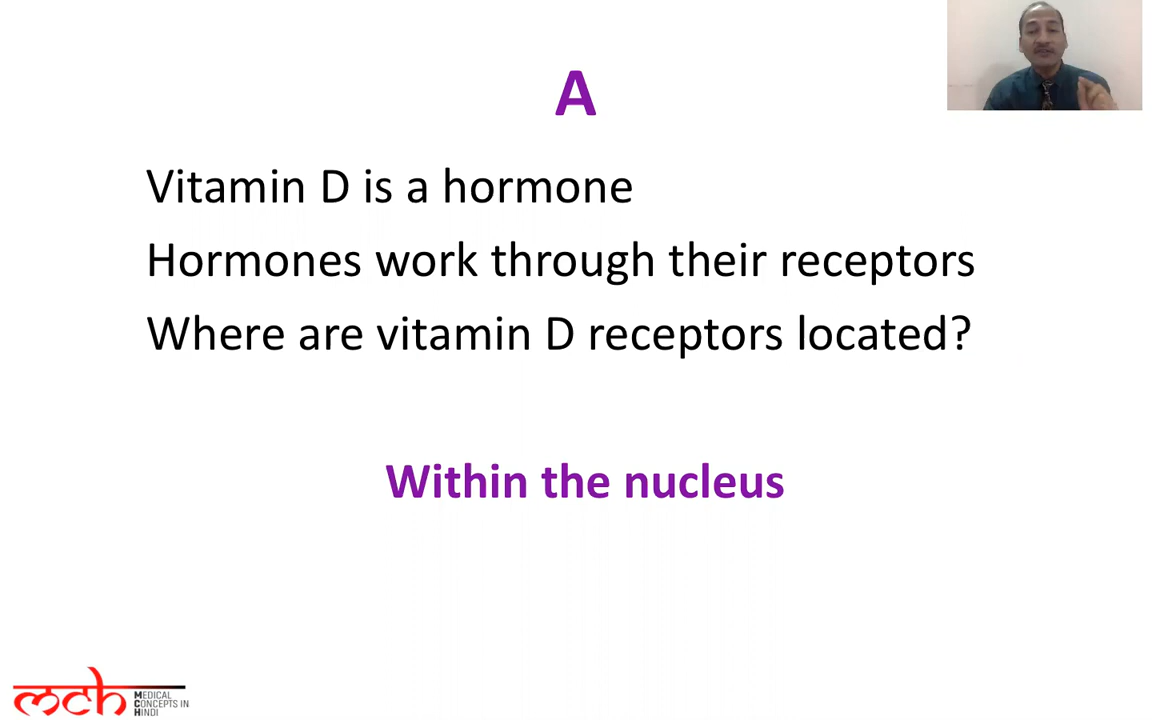 A
Vitamin D is a hormone
Hormones work through their receptors
Where are vitamin D receptors located?
Within the nucleus
mch
MEDICAL
CONCEPTS IN
HINDI